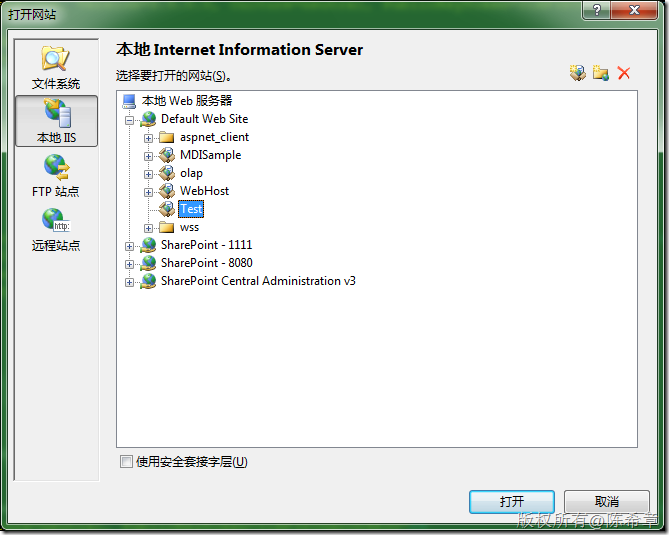 打开网站
文件系统
本地 IIS
FTP 站点
远程站点
http:
本地 Internet Information Server
选择要打开的网站(S)。
本地 Web 服务器
Default Web Site
aspnet_client
MDISample
olap
WebHost
Test
wss
SharePoint - 1111
SharePoint - 8080
SharePoint Central Administration v3
使用安全套接字层(U)
打开
取消
版权所有@陈希章